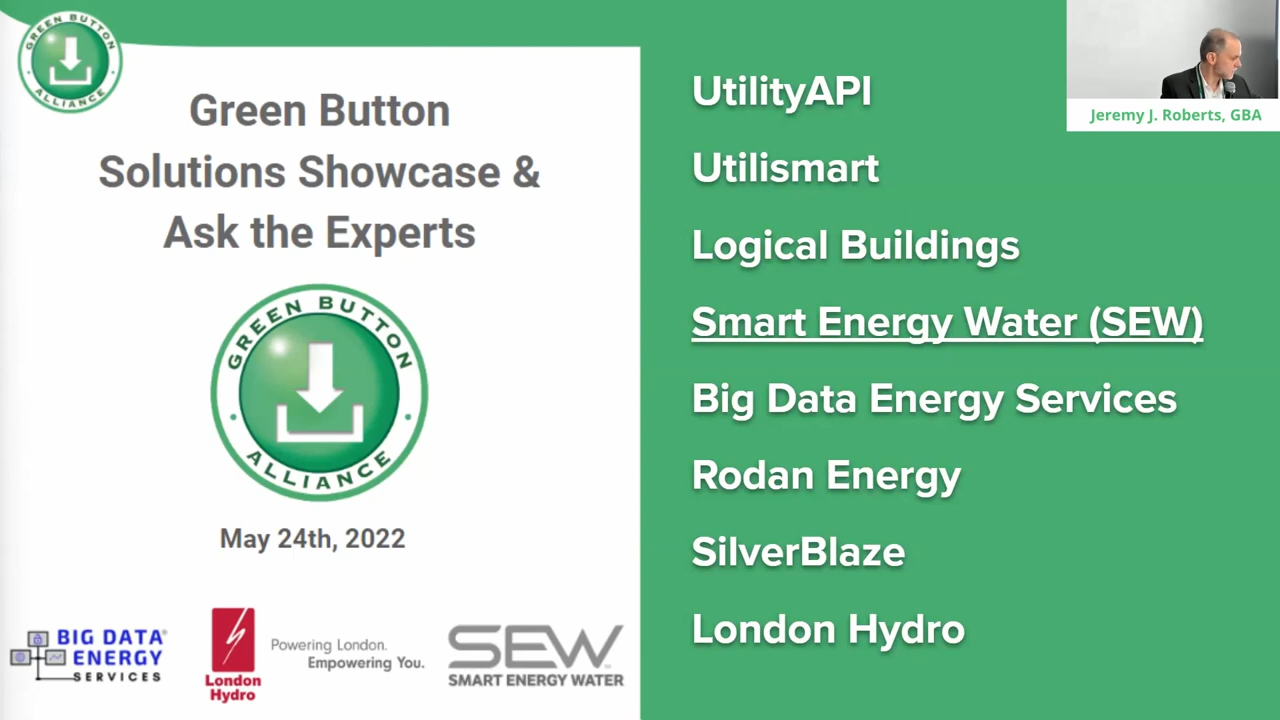 GREEN BUTTON
ALLIANCE
Green Button
Solutions Showcase &
Ask the Experts
GREEN BUTTON
ALLIANCE
May 24th, 2022
BIG DATA®
ENERGY
SERVICES
London
Hydro
Powering London.
Empowering You.
SEW™
SMART ENERGY WATER
UtilityAPI
Utilismart
Logical Buildings
Smart Energy Water (SEW)
Big Data Energy Services
Rodan Energy
SilverBlaze
London Hydro
Jeremy J. Roberts, GBA